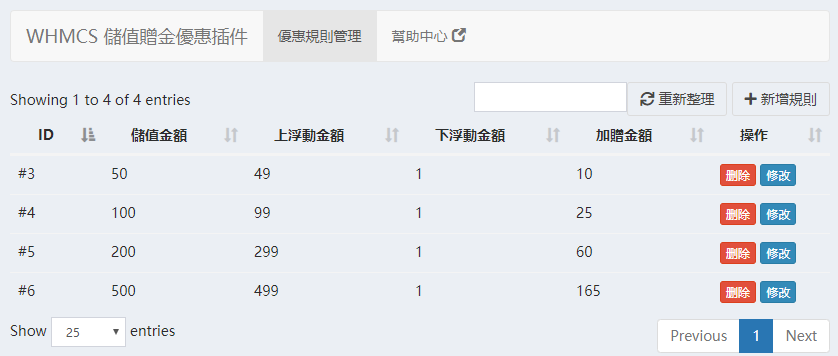 WHMCS 儲值贈金優惠插件 優惠規則管理 幫助中心
Showing 1 to 4 of 4 entries 重新整理 新增規則
ID 儲值金額 上浮動金額 下浮動金額 加贈金額 操作
#3 50 49 1 10 刪除 修改
#4 100 99 1 25 刪除 修改
#5 200 299 1 60 刪除 修改
#6 500 499 1 165 刪除 修改
Show 25 entries Previous 1 Next